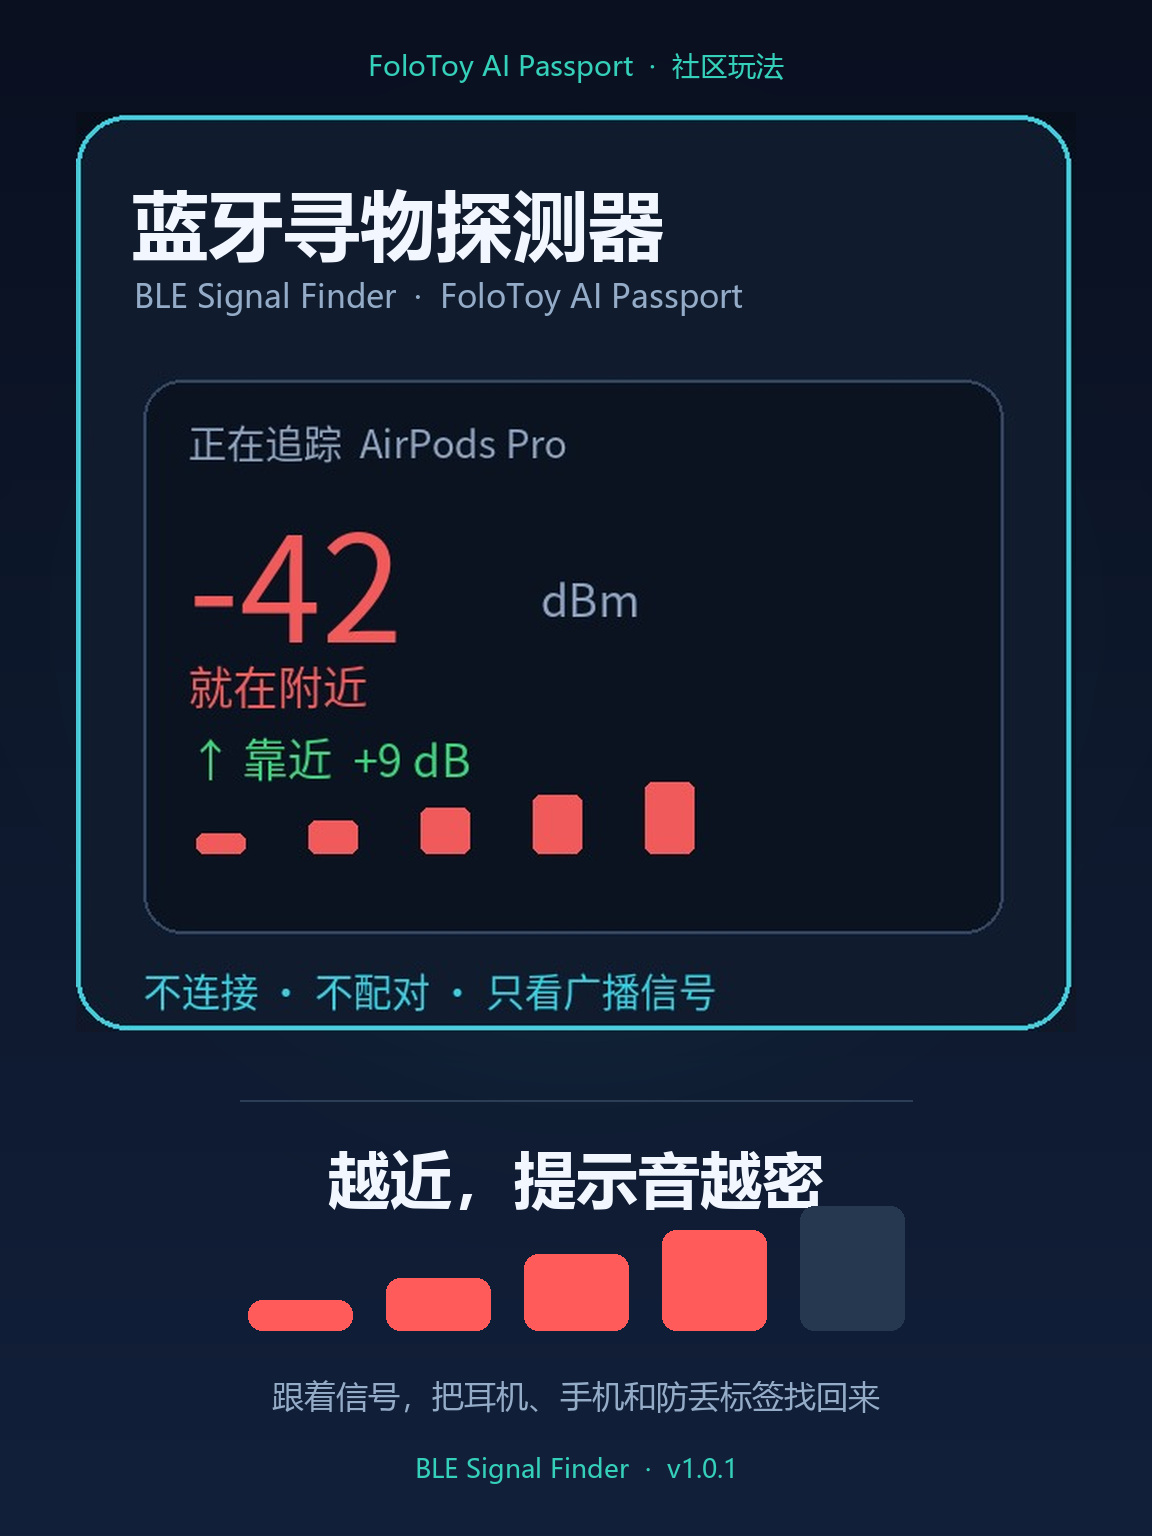 FoloToy AI Passport · 社区玩法
蓝牙寻物探测器
BLE Signal Finder · FoloToy AI Passport
正在追踪 AirPods Pro
-42 dBm
就在附近
↑ 靠近 +9 dB
不连接 · 不配对 · 只看广播信号
越近，提示音越密
跟着信号，把耳机、手机和防丢标签找回来
BLE Signal Finder · v1.0.1